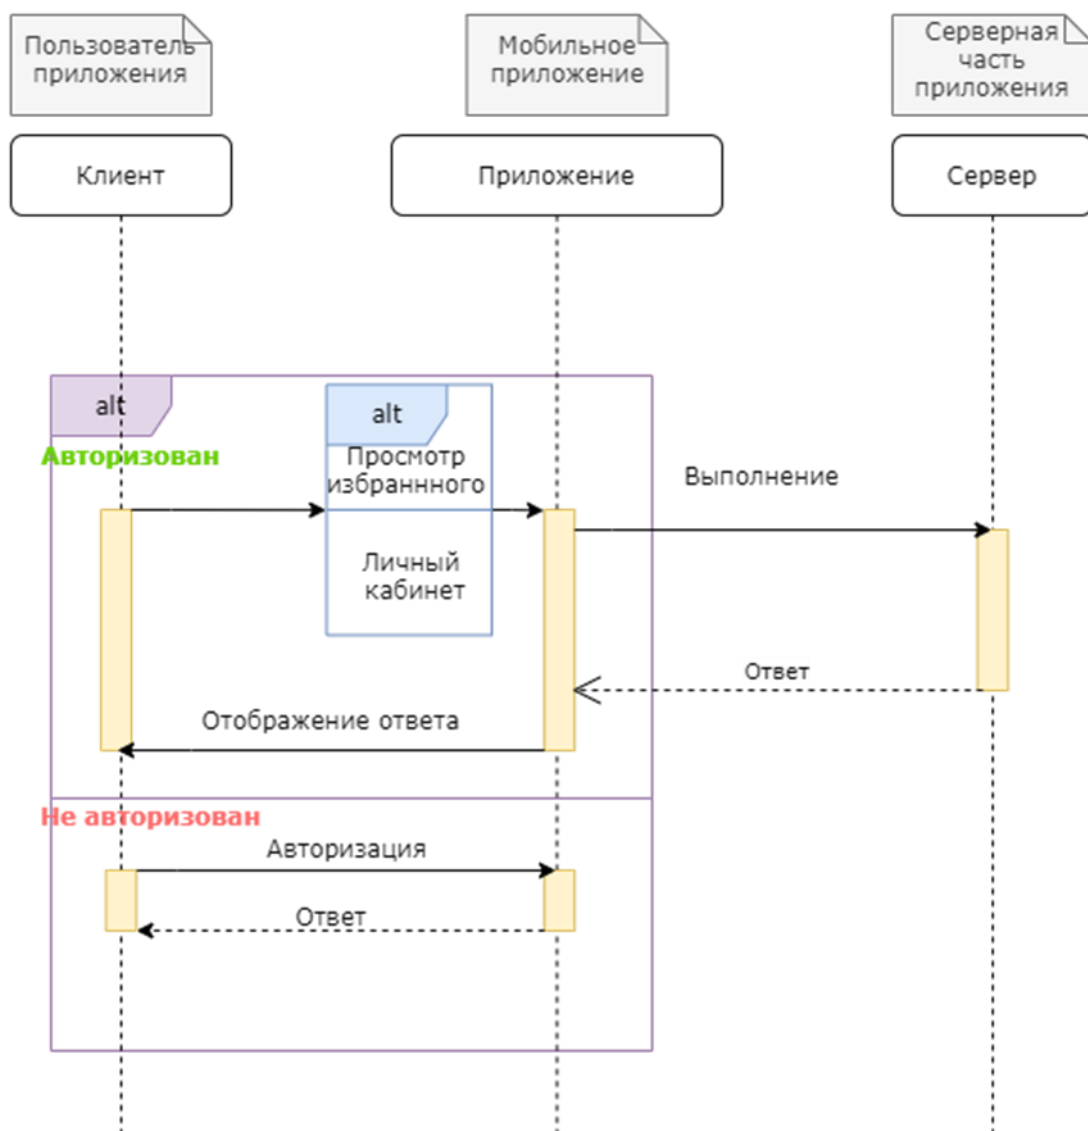 Пользователь
приложения
Мобильное
приложение
Серверная
часть
приложения
Клиент
Приложение
Сервер
alt
alt
Авторизован
Просмотр
избраннного
Выполнение
Личный
кабинет
Ответ
Отображение ответа
Не авторизован
Авторизация
Ответ